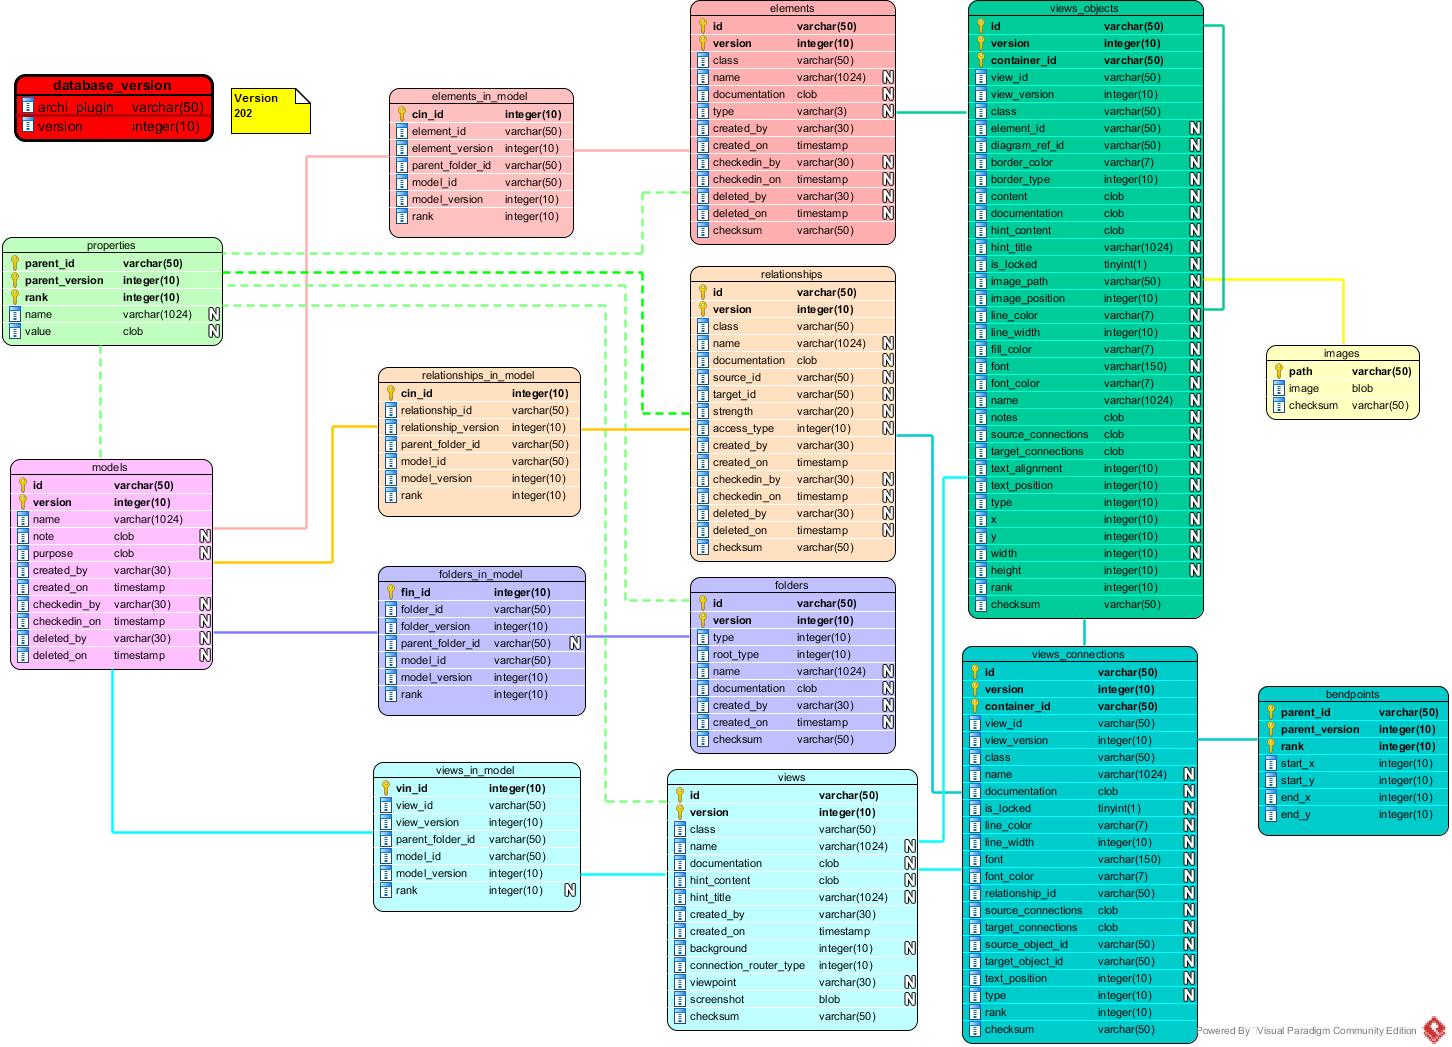 database_version
archi_plugin varchar(50)
version integer(10)
Version
202
elements_in_model
cin_id integer(10)
element_id varchar(50)
element_version integer(10)
parent_folder_id varchar(50)
model_id varchar(50)
model_version integer(10)
rank integer(10)
properties
parent_id varchar(50)
parent_version integer(10)
rank integer(10)
name varchar(1024) N
value clob N
relationships_in_model
cin_id integer(10)
relationship_id varchar(50)
relationship_version integer(10)
parent_folder_id varchar(50)
model_id varchar(50)
model_version integer(10)
rank integer(10)
models
id varchar(50)
version integer(10)
name varchar(1024)
note clob N
purpose clob N
created_by varchar(30)
created_on timestamp
checkedin_by varchar(30) N
checkedin_on timestamp N
deleted_by varchar(30) N
deleted_on timestamp N
folders_in_model
fin_id integer(10)
folder_id varchar(50)
folder_version integer(10)
parent_folder_id varchar(50) N
model_id varchar(50)
model_version integer(10)
rank integer(10)
views_in_model
vin_id integer(10)
view_id varchar(50)
view_version integer(10)
parent_folder_id varchar(50)
model_id varchar(50)
model_version integer(10)
rank integer(10) N
elements
id varchar(50)
version integer(10)
class varchar(50)
name varchar(1024) N
documentation clob N
type varchar(3) N
created_by varchar(30)
created_on timestamp
checkedin_by varchar(30) N
checkedin_on timestamp N
deleted_by varchar(30) N
deleted_on timestamp N
checksum varchar(50)
relationships
id varchar(50)
version integer(10)
class varchar(50)
name varchar(1024) N
documentation clob N
source_id varchar(50) N
target_id varchar(50) N
strength varchar(20) N
access_type integer(10) N
created_by varchar(30)
created_on timestamp
checkedin_by varchar(30) N
checkedin_on timestamp N
deleted_by varchar(30) N
deleted_on timestamp N
checksum varchar(50)
folders
id varchar(50)
version integer(10)
type integer(10)
root_type integer(10)
name varchar(1024) N
documentation clob N
created_by varchar(30) N
created_on timestamp N
checksum varchar(50)
views
id varchar(50)
version integer(10)
class varchar(50)
name varchar(1024) N
documentation clob N
hint_content clob N
hint_title varchar(1024) N
created_by varchar(30)
created_on timestamp
background integer(10) N
connection_router_type integer(10)
viewpoint varchar(30) N
screenshot blob N
checksum varchar(50)
views_objects
id varchar(50)
version integer(10)
container_id varchar(50)
view_id varchar(50)
view_version integer(10)
class varchar(50)
element_id varchar(50) N
diagram_ref_id varchar(50) N
border_color varchar(7) N
border_type integer(10) N
content clob N
documentation clob N
hint_content clob N
hint_title varchar(1024) N
is_locked tinyint(1) N
image_path varchar(50) N
image_position integer(10) N
line_color varchar(7) N
line_width integer(10) N
fill_color varchar(7) N
font varchar(150) N
font_color varchar(7) N
name varchar(1024) N
notes clob N
source_connections clob N
target_connections clob N
text_alignment integer(10) N
text_position integer(10) N
type integer(10) N
x integer(10) N
y integer(10) N
width integer(10) N
height integer(10) N
rank integer(10)
checksum varchar(50)
images
path varchar(50)
image blob
checksum varchar(50)
views_connections
id varchar(50)
version integer(10)
container_id varchar(50)
view_id varchar(50)
view_version integer(10)
class varchar(50)
name varchar(1024) N
documentation clob N
is_locked tinyint(1) N
line_color varchar(7) N
line_width integer(10) N
font varchar(150) N
font_color varchar(7) N
relationship_id varchar(50) N
source_connections clob N
target_connections clob N
source_object_id varchar(50) N
target_object_id varchar(50) N
text_position integer(10) N
type integer(10) N
rank integer(10)
checksum varchar(50)
bendpoints
parent_id varchar(50)
parent_version integer(10)
rank integer(10)
start_x integer(10)
start_y integer(10)
end_x integer(10)
end_y integer(10)
Powered By Visual Paradigm Community Edition